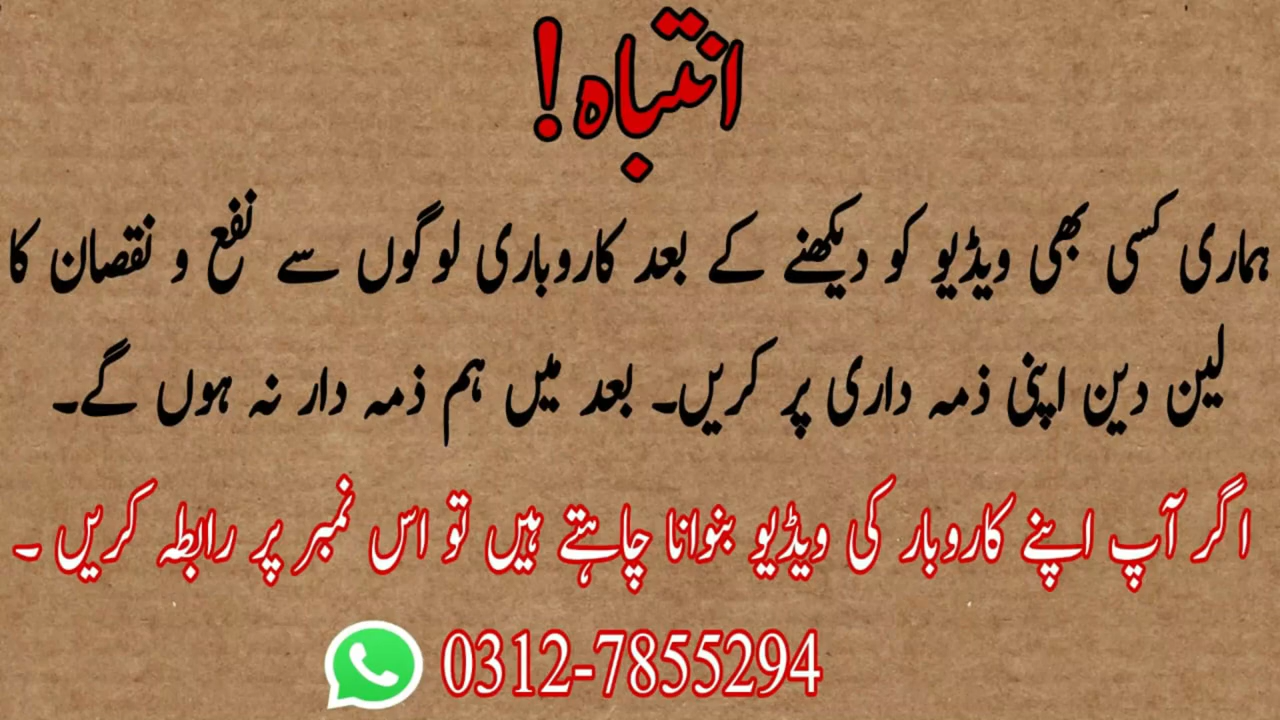 انتباہ!
ہماری کسی بھی ویڈیو کو دیکھنے کے بعد کاروباری لوگوں سے نفع و نقصان کا
لین دین اپنی ذمہ داری پر کریں۔ بعد میں ہم ذمہ دار نہ ہوں گے۔
اگر آپ اپنے کاروبار کی ویڈیو بنوانا چاہتے ہیں تو اس نمبر پر رابطہ کریں ۔
0312-7855294